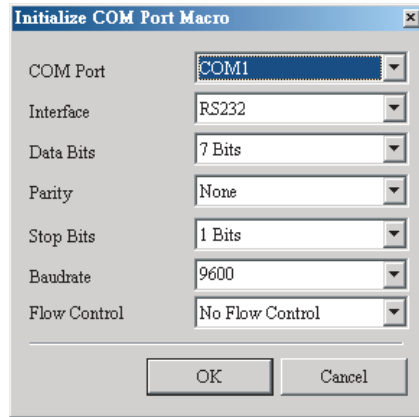 Initialize COM Port Macro
COM Port COM1
Interface RS232
Data Bits 7 Bits
Parity None
Stop Bits 1 Bits
Baudrate 9600
Flow Control No Flow Control
OK Cancel